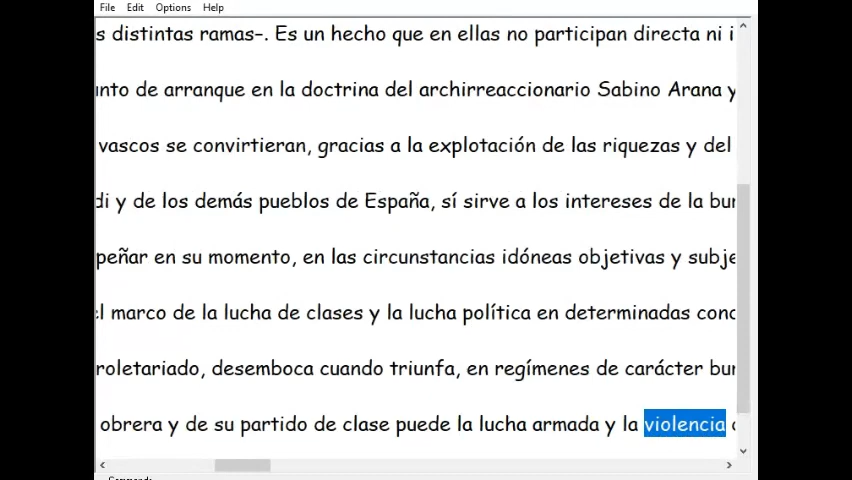 File Edit Options Help
s distintas ramas–. Es un hecho que en ellas no participan directa ni i
unto de arranque en la doctrina del archirreaccionario Sabino Arana y
vascos se convirtieran, gracias a la explotación de las riquezas y del
di y de los demás pueblos de España, sí sirve a los intereses de la bur
peñar en su momento, en las circunstancias idóneas objetivas y subje
el marco de la lucha de clases y la lucha política en determinadas conc
roletariado, desemboca cuando triunfa, en regímenes de carácter bur
obrera y de su partido de clase puede la lucha armada y la violencia